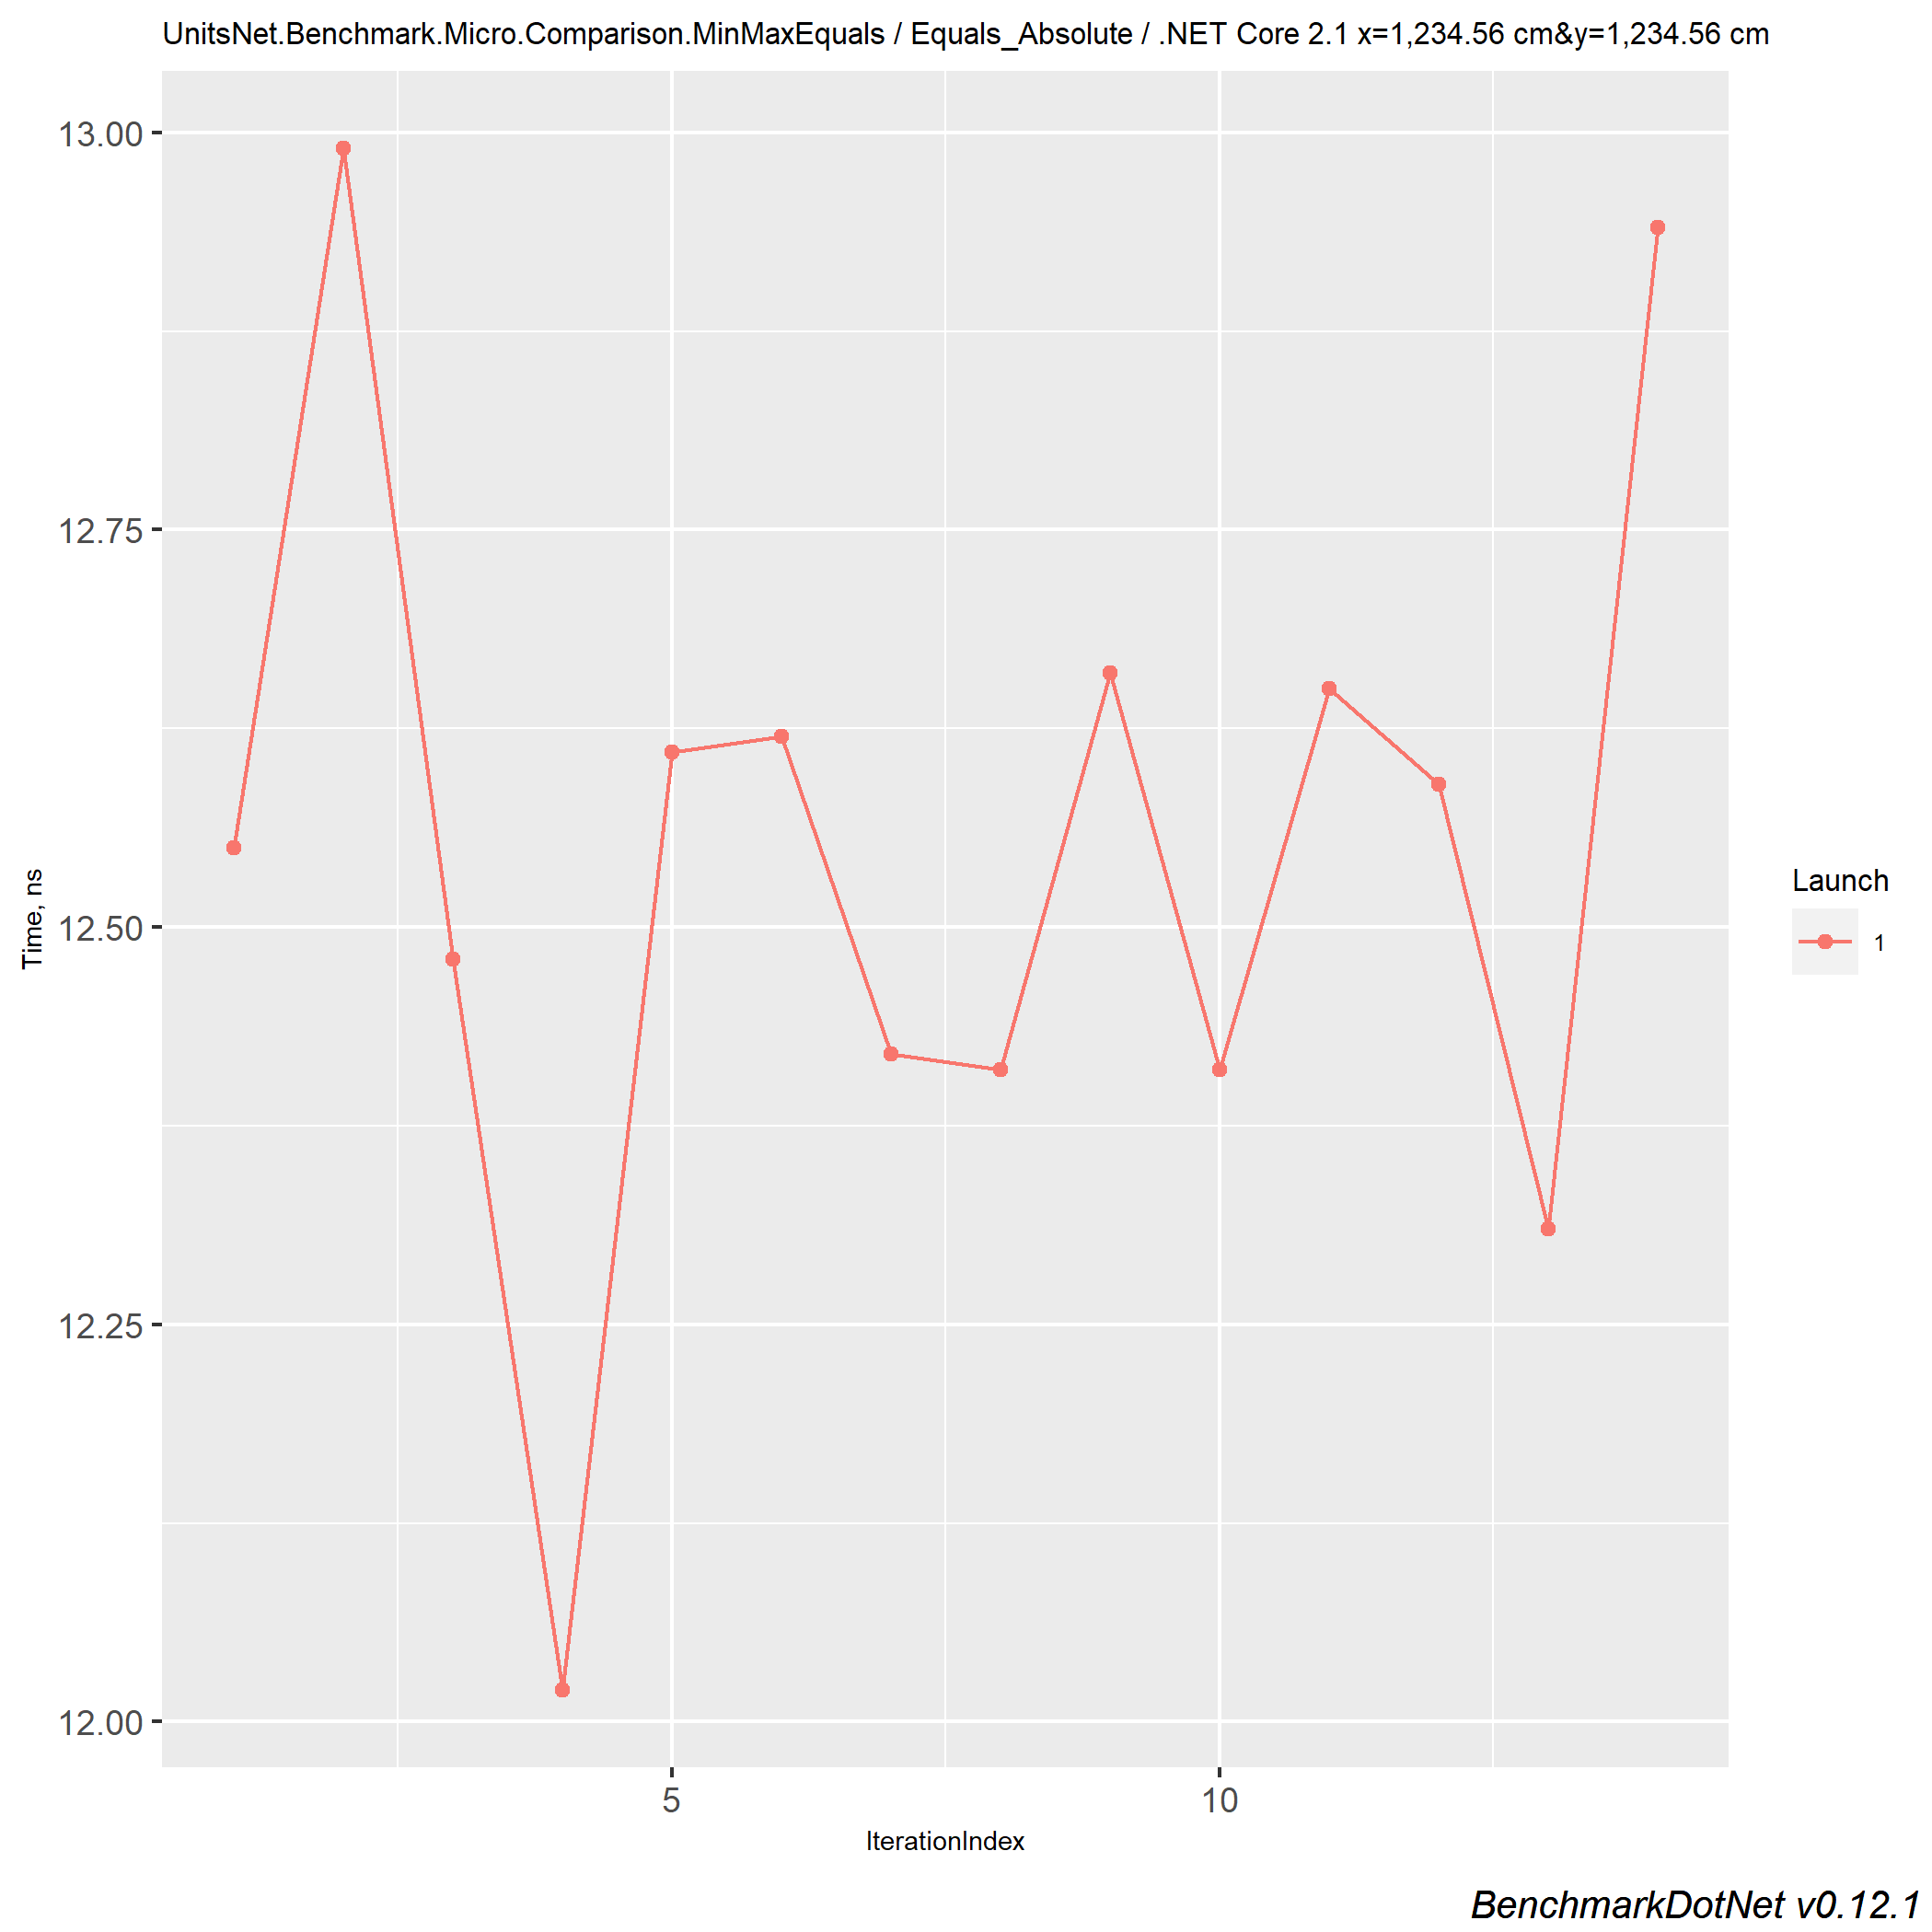 UnitsNet.Benchmark.Micro.Comparison.MinMaxEquals / Equals_Absolute / .NET Core 2.1 x=1,234.56 cm&y=1,234.56 cm
13.00
12.75
12.50
12.25
12.00
Time, ns
5
10
IterationIndex
Launch
1
BenchmarkDotNet v0.12.1